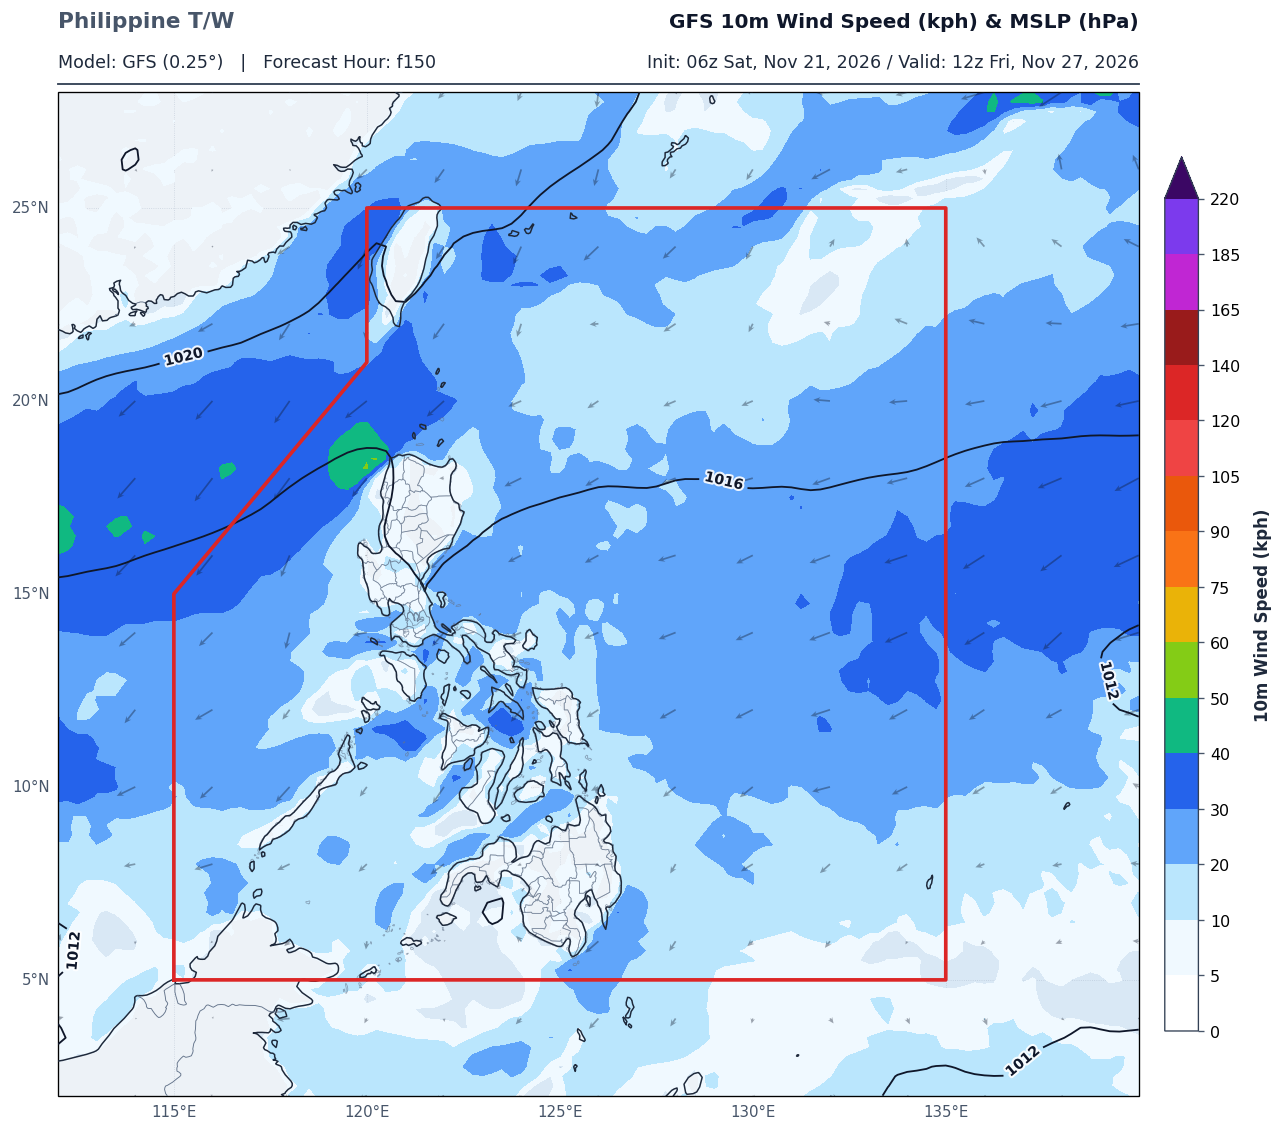 Philippine T/W
GFS 10m Wind Speed (kph) & MSLP (hPa)
Model: GFS (0.25°) | Forecast Hour: f150
Init: 06z Sat, Nov 21, 2026 / Valid: 12z Fri, Nov 27, 2026
25°N
20°N
15°N
10°N
5°N
115°E
120°E
125°E
130°E
135°E
1020
1016
1012
1012
1012
220
185
165
140
120
105
90
75
60
50
40
30
20
10
5
0
10m Wind Speed (kph)